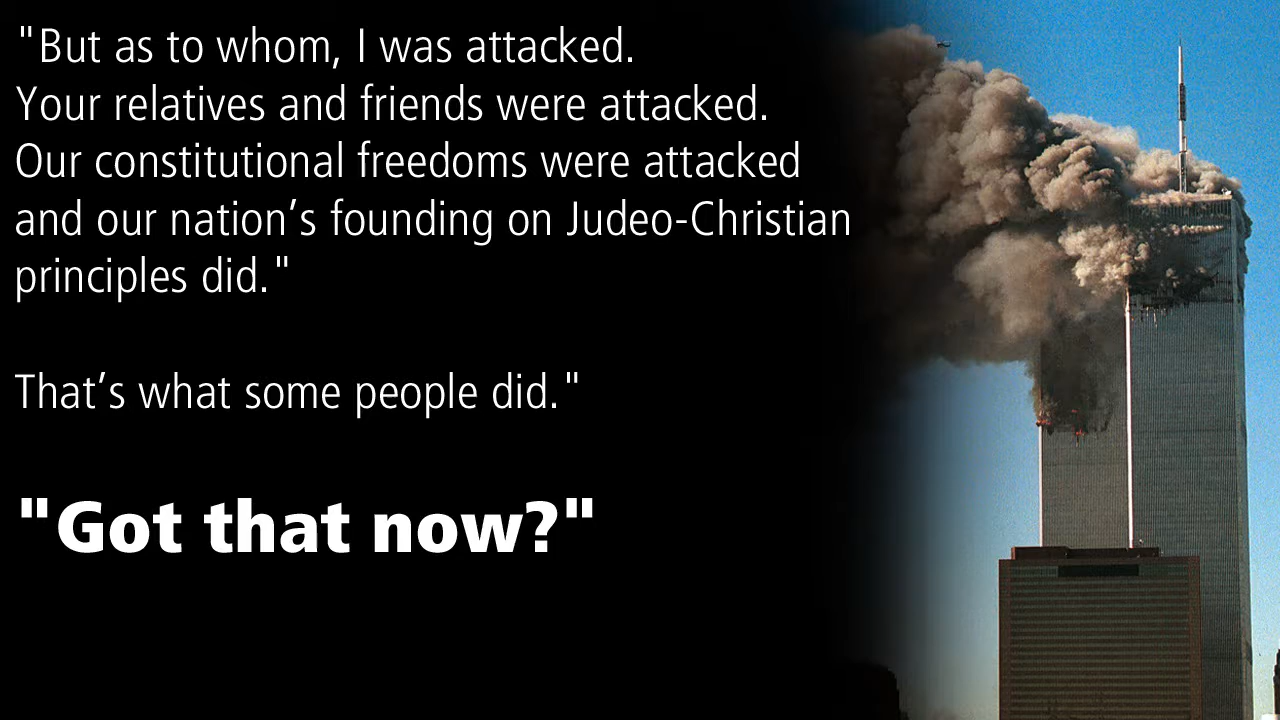 "But as to whom, I was attacked.
Your relatives and friends were attacked.
Our constitutional freedoms were attacked
and our nation’s founding on Judeo-Christian
principles did."
That’s what some people did."
"Got that now?"